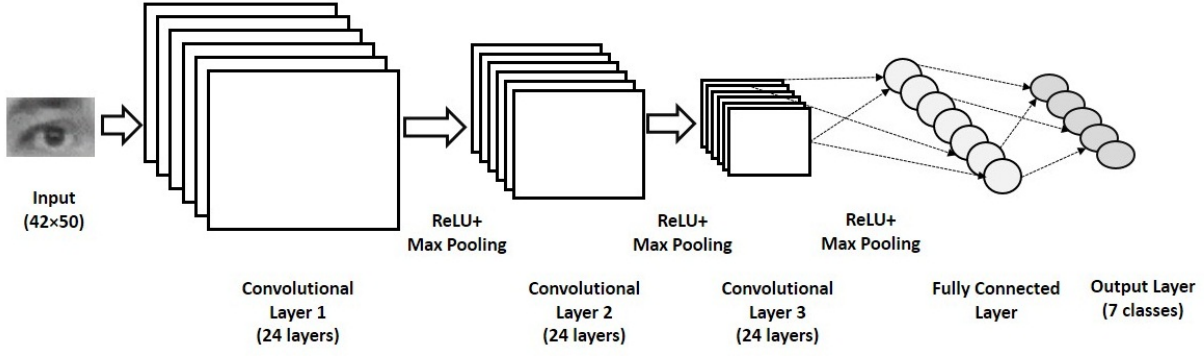 Input
(42×50)
ReLU+
Max Pooling
ReLU+
Max Pooling
ReLU+
Max Pooling
Convolutional
Layer 1
(24 layers)
Convolutional
Layer 2
(24 layers)
Convolutional
Layer 3
(24 layers)
Fully Connected
Layer
Output Layer
(7 classes)